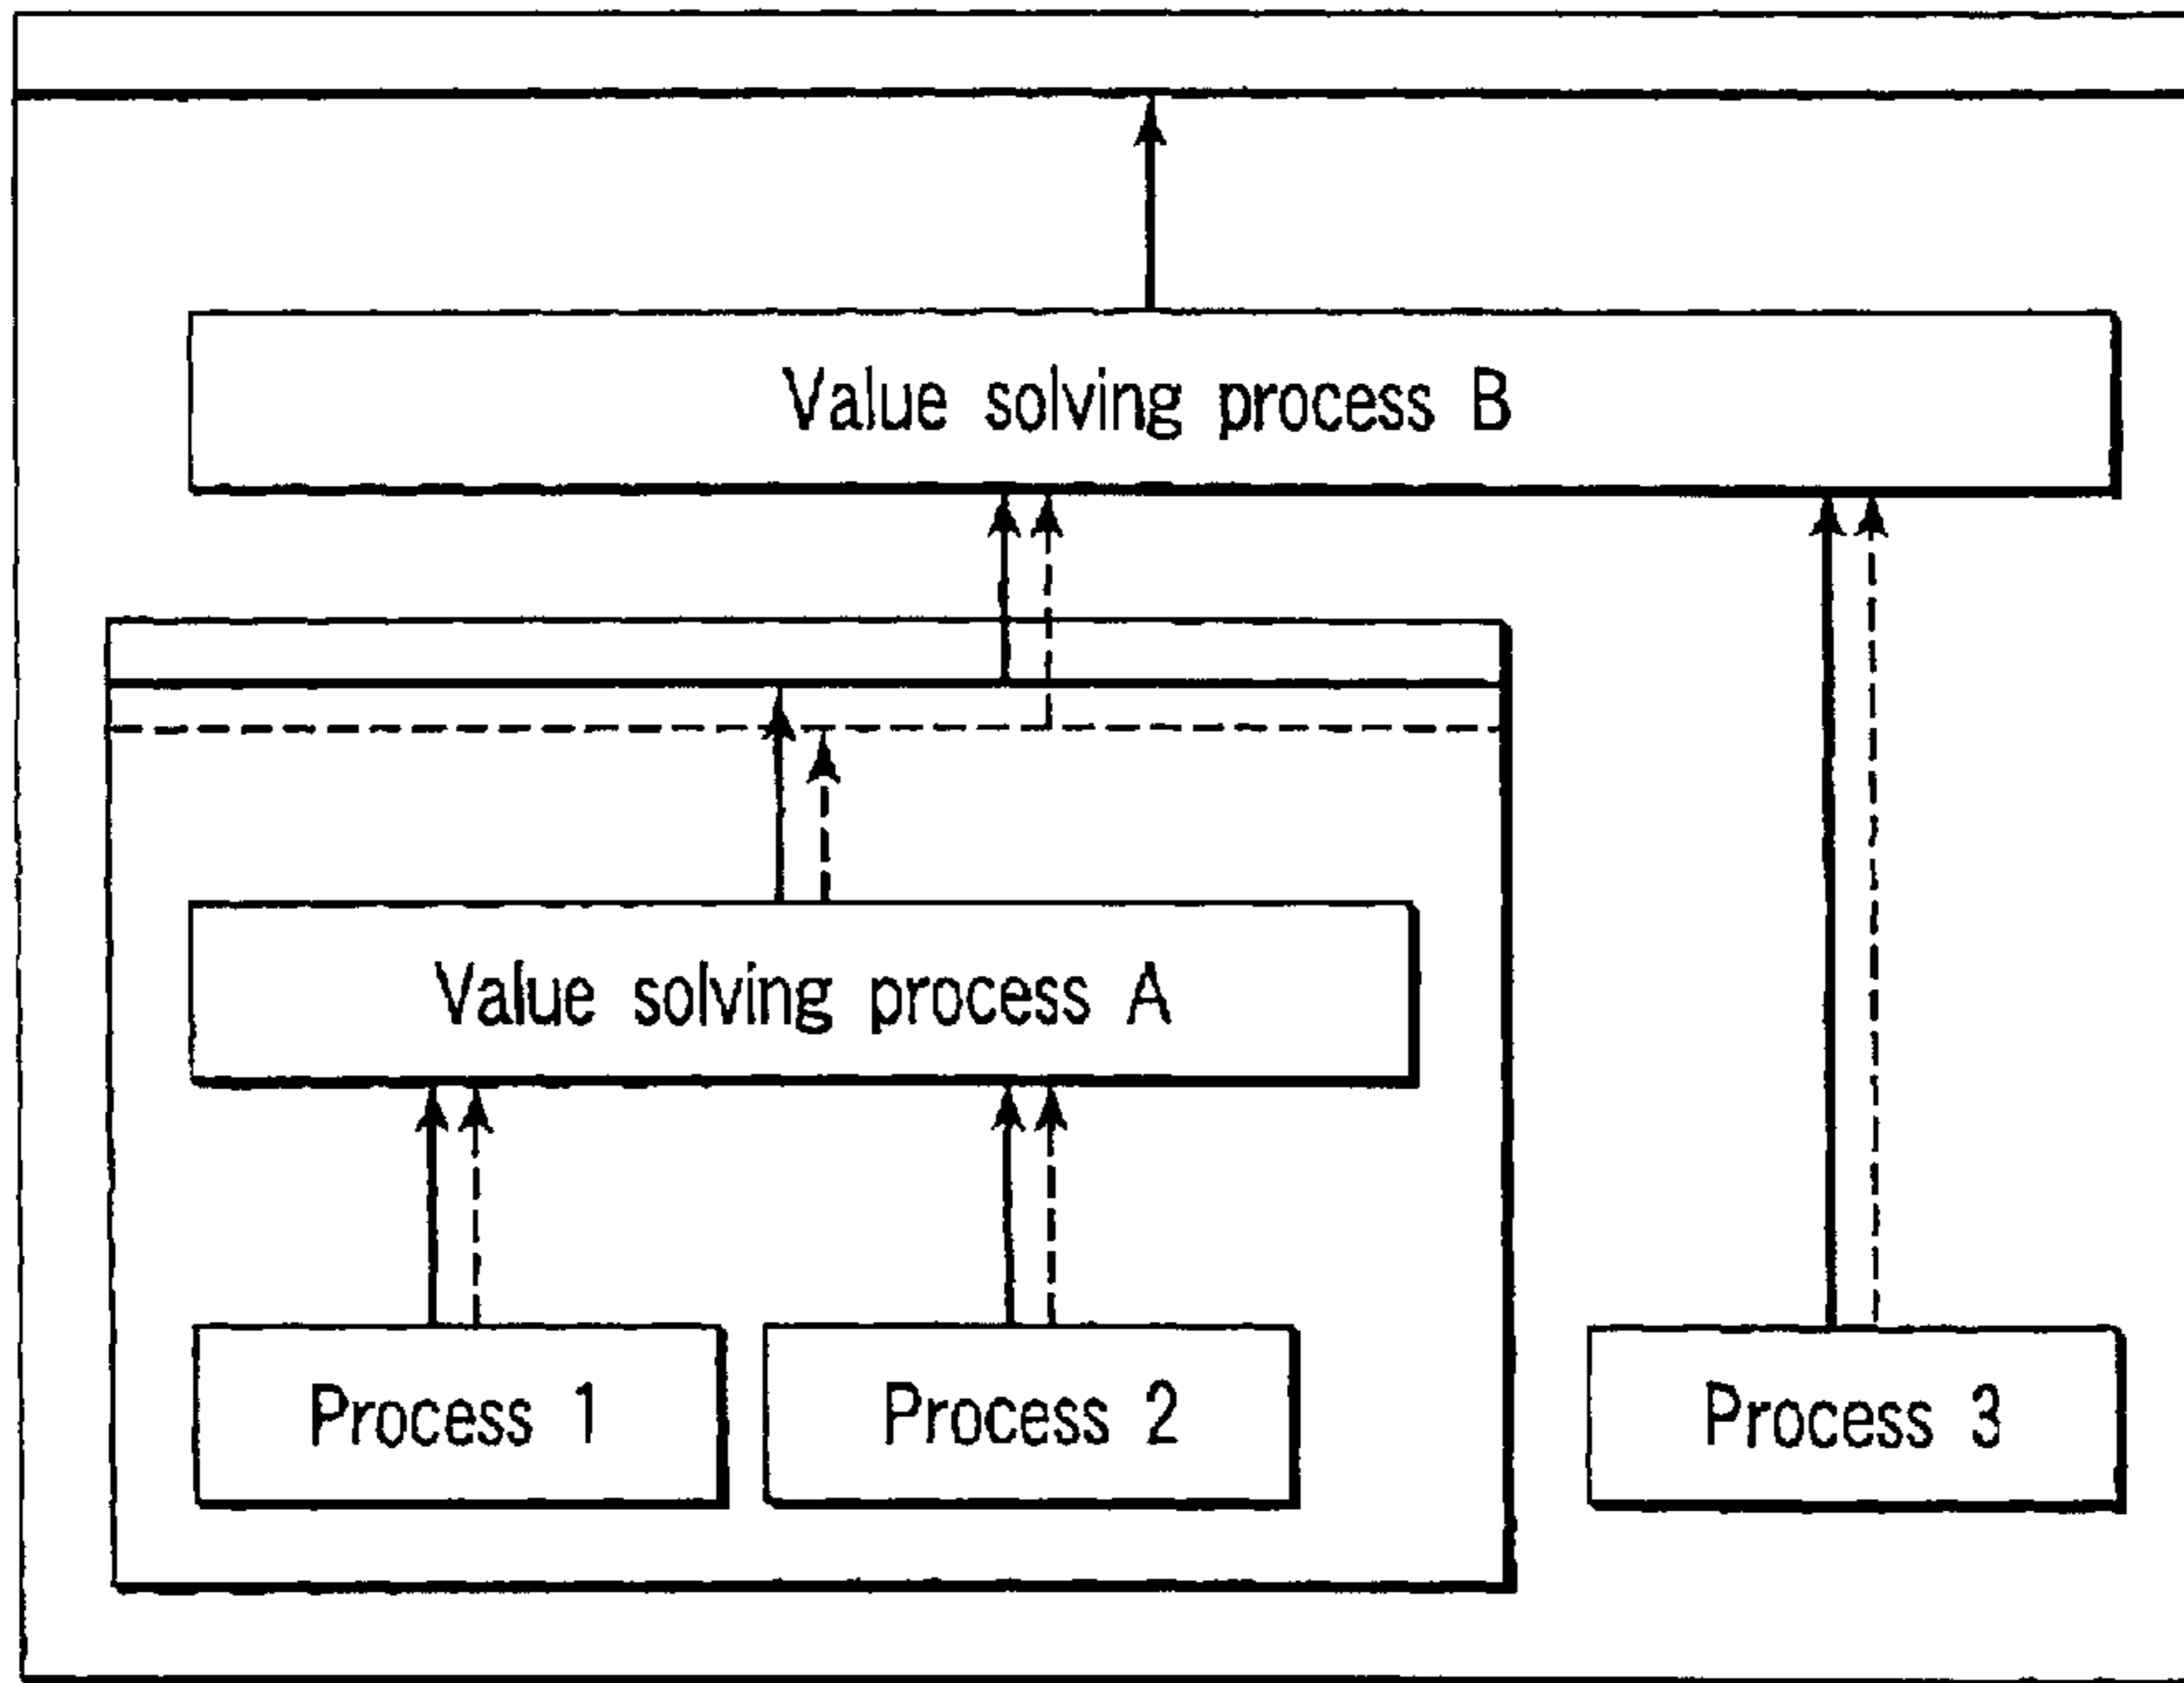 Value solving process B
Value solving process A
Process 1
Process 2
Process 3